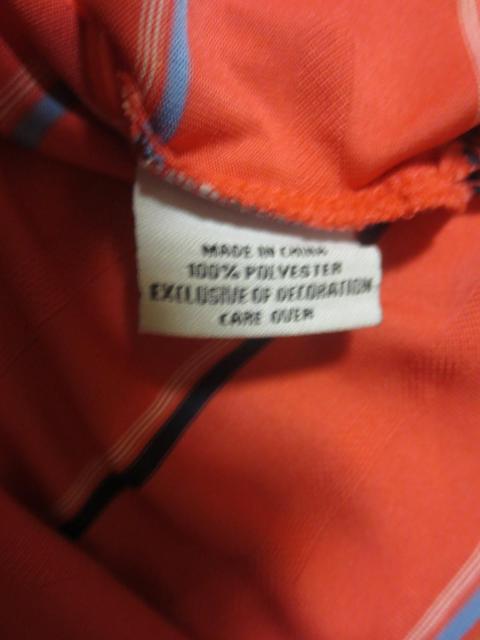 MADE IN CHINA
100% POLYESTER
EXCLUSIVE OF DECORATION
CARE OVER